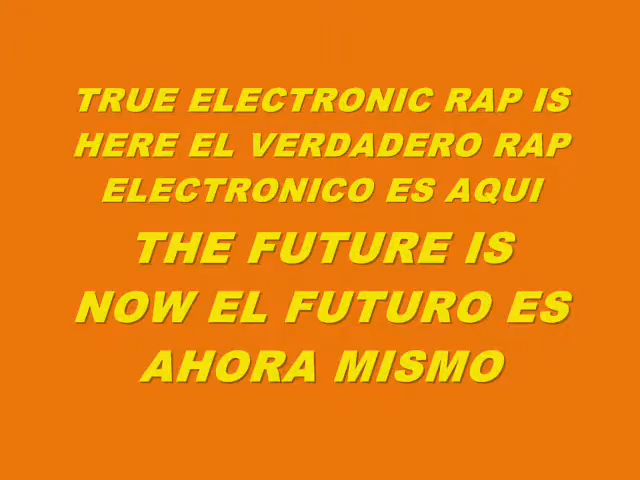 TRUE ELECTRONIC RAP IS
HERE EL VERDADERO RAP
ELECTRONICO ES AQUI
THE FUTURE IS
NOW EL FUTURO ES
AHORA MISMO